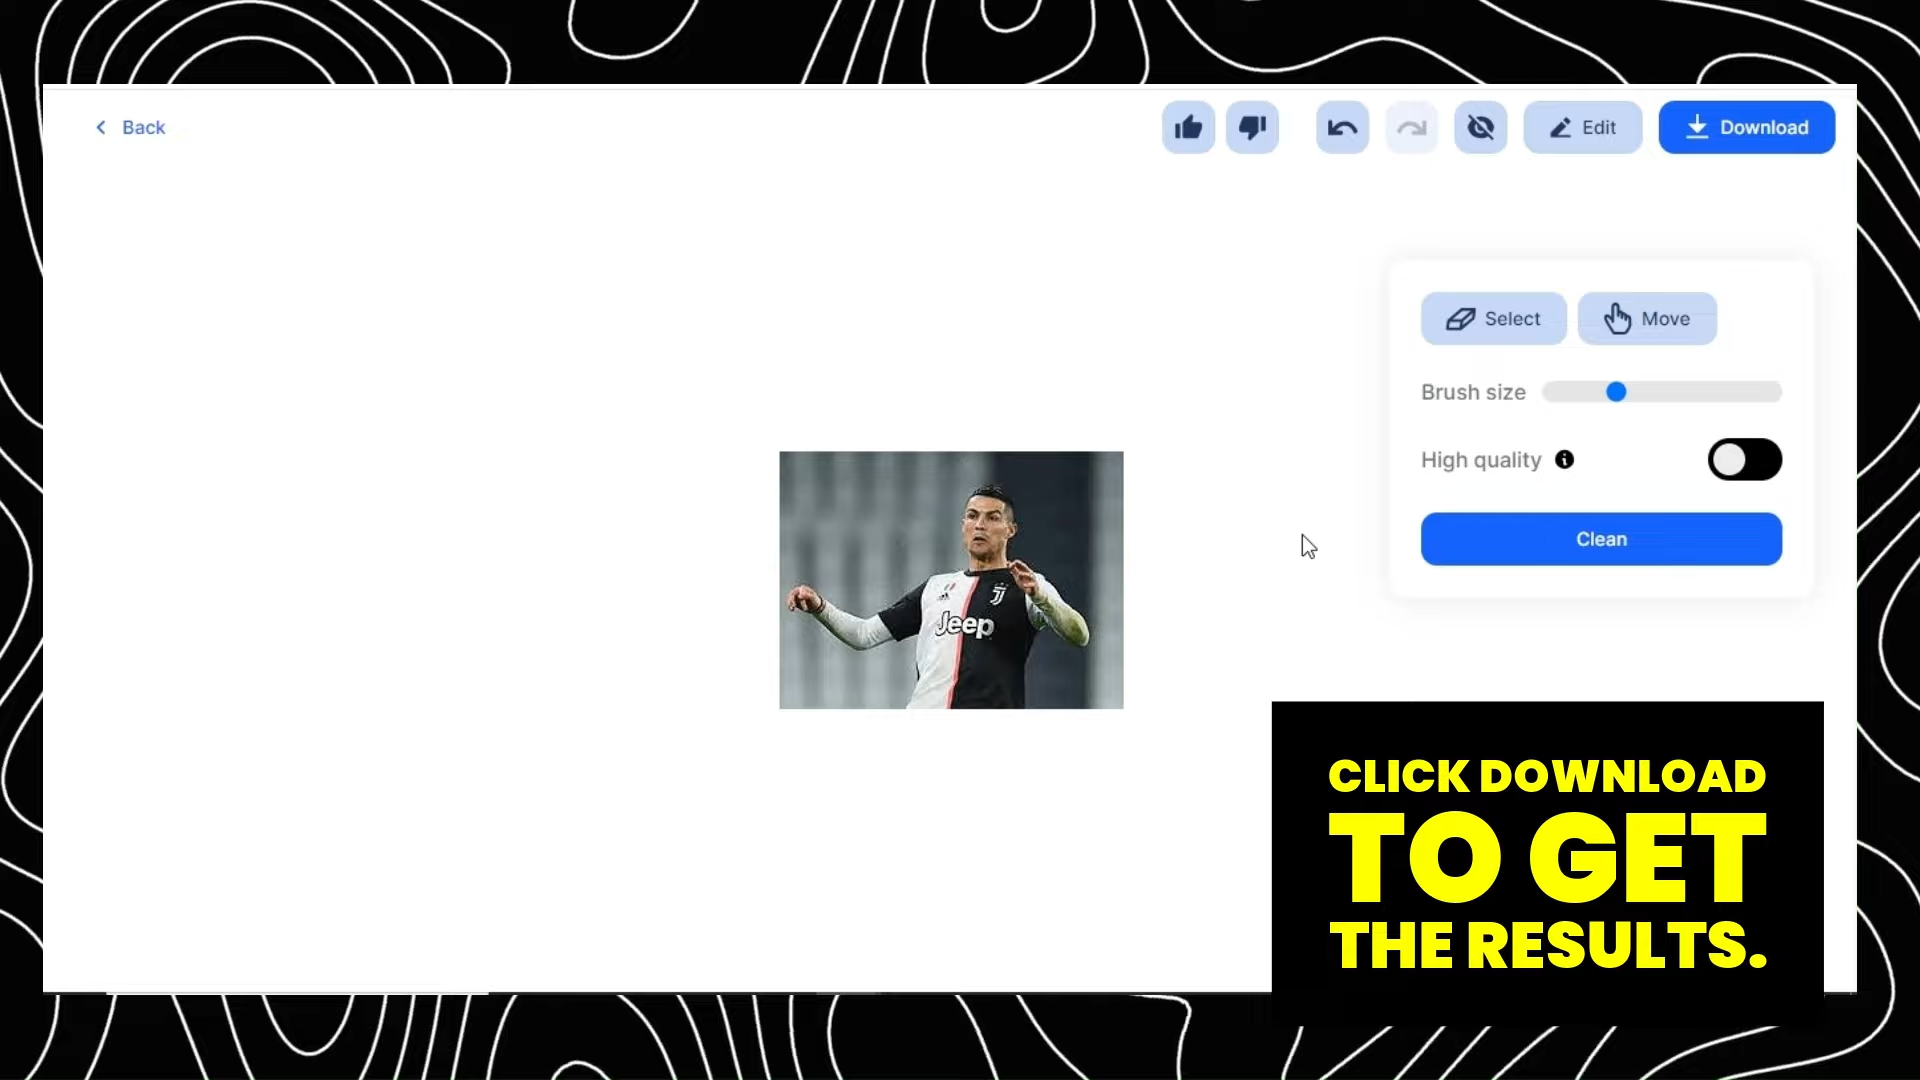 Back
Edit
Download
Select
Move
Brush size
High quality
Clean
Jeep
CLICK DOWNLOAD
TO GET
THE RESULTS.